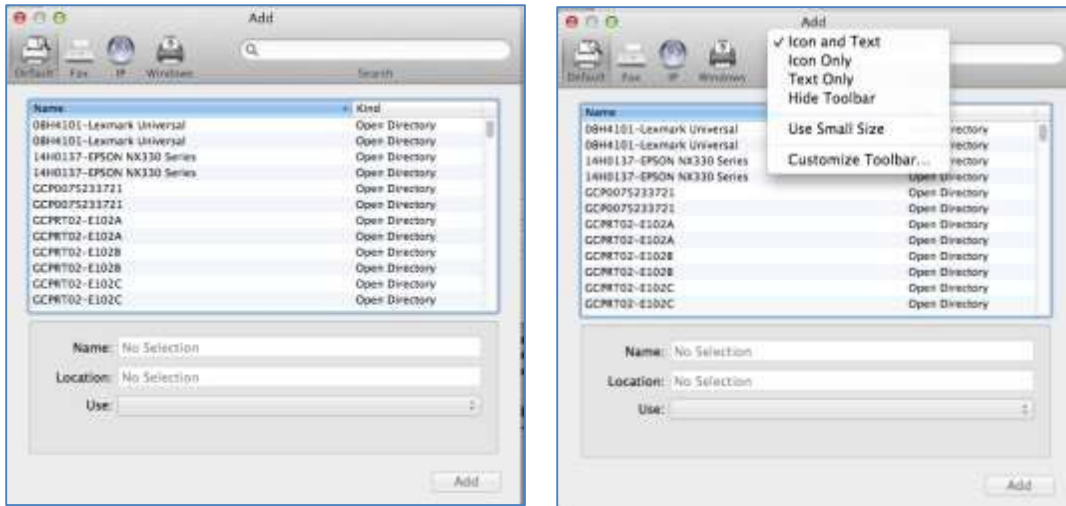 Add
Default Fax IP Windows Search
Name Kind
08H4101-Lexmark Universal Open Directory
08H4101-Lexmark Universal Open Directory
14H0137-EPSON NX330 Series Open Directory
14H0137-EPSON NX330 Series Open Directory
GCP0075233721 Open Directory
GCP0075233721 Open Directory
GCPRT02-E102A Open Directory
GCPRT02-E102A Open Directory
GCPRT02-E102B Open Directory
GCPRT02-E102B Open Directory
GCPRT02-E102C Open Directory
GCPRT02-E102C Open Directory
Name: No Selection
Location: No Selection
Use:
Add
Add
✓ Icon and Text
Icon Only
Text Only
Hide Toolbar
Use Small Size
Customize Toolbar...
Default Fax IP Windows
Name
08H4101-Lexmark Universal rectory
08H4101-Lexmark Universal rectory
14H0137-EPSON NX330 Series rectory
14H0137-EPSON NX330 Series Open Directory
GCP0075233721 Open Directory
GCP0075233721 Open Directory
GCPRT02-E102A Open Directory
GCPRT02-E102A Open Directory
GCPRT02-E102B Open Directory
GCPRT02-E102B Open Directory
GCPRT02-E102C Open Directory
GCPRT02-E102C Open Directory
Name: No Selection
Location: No Selection
Use:
Add